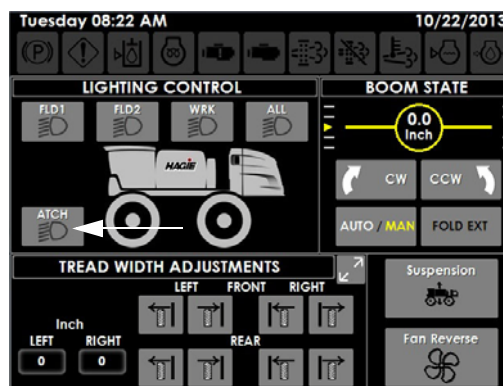 Tuesday 08:22 AM 10/22/2013
(P)
LIGHTING CONTROL
BOOM STATE
FLD1 FLD2 WRK ALL
0.0
Inch
HAGIE
CW CCW
ATCH
AUTO / MAN FOLD EXT
TREAD WIDTH ADJUSTMENTS
Suspension
LEFT FRONT RIGHT
Inch
LEFT RIGHT
REAR
0 0
Fan Reverse